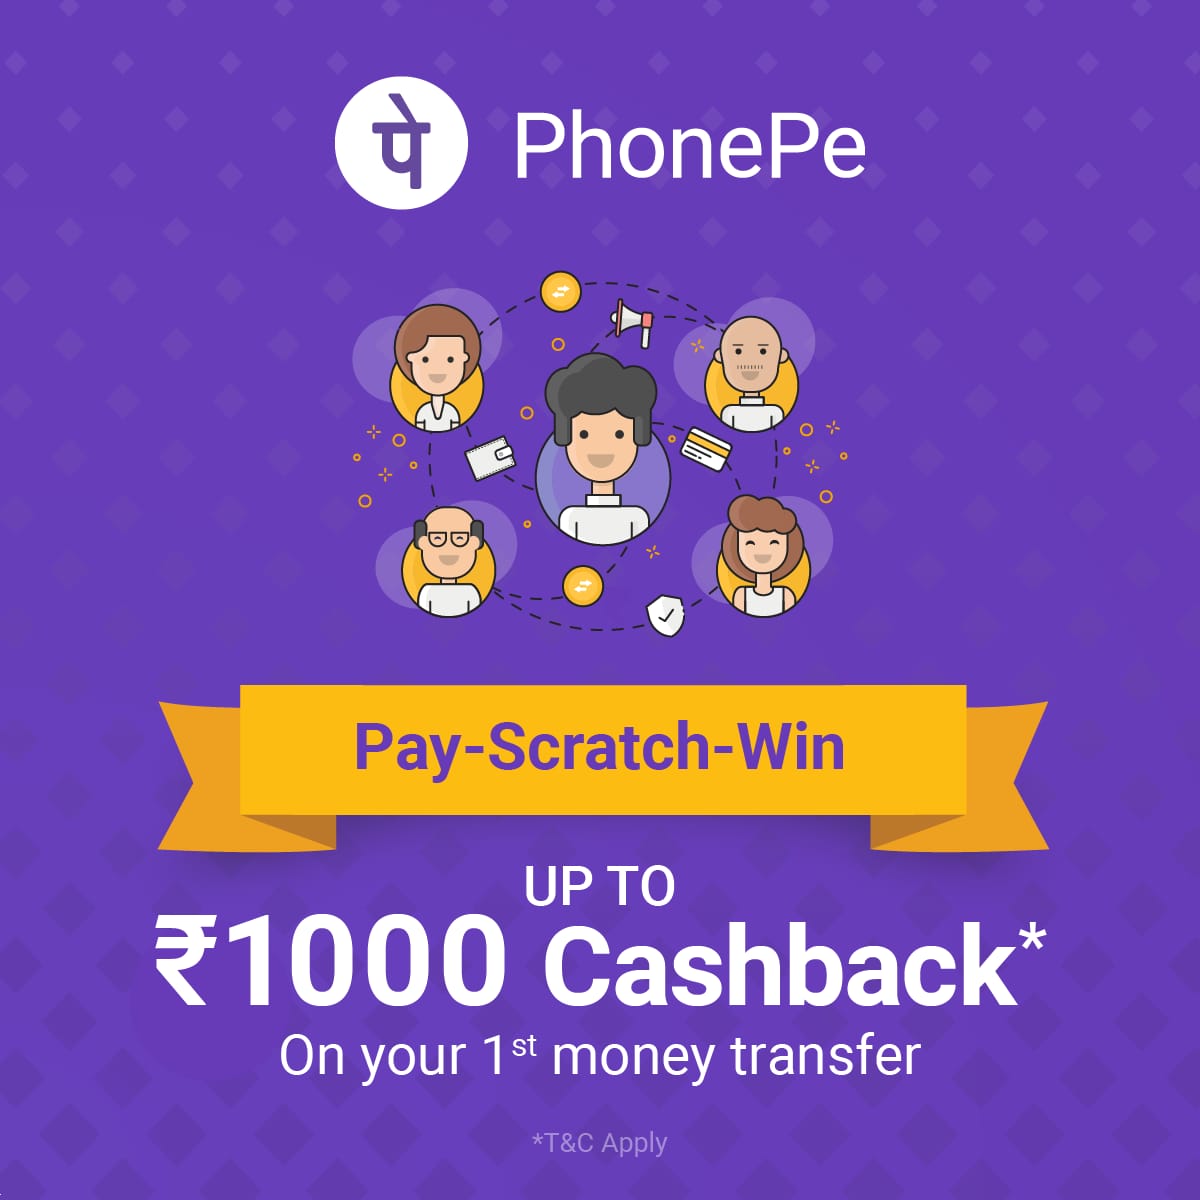 पे PhonePe
Pay-Scratch-Win
UP TO
₹1000 Cashback*
On your 1st money transfer
*T&C Apply